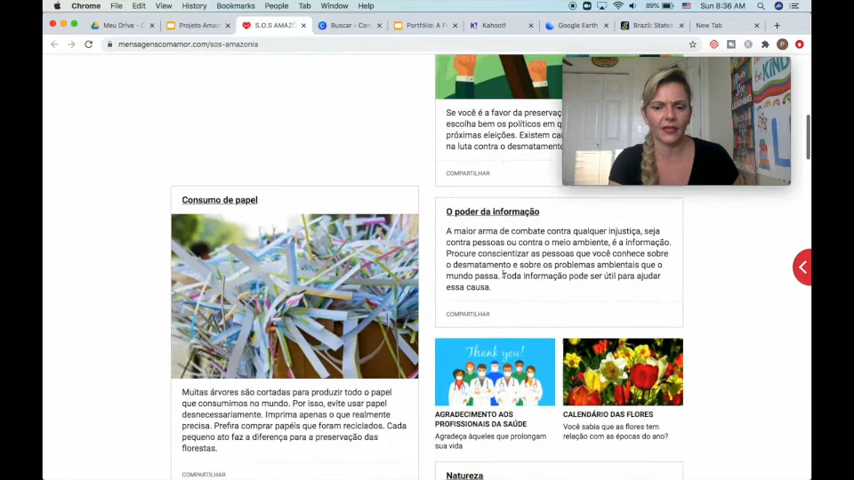 Chrome File Edit View History Bookmarks People Tab Window Help
89%
Sun 8:36 AM
Meu Drive - G
Projeto Amaz
S.O.S AMAZ
Buscar - Can
Portfólio: A F
Kahoot!
Google Earth
Brazil: States
New Tab
mensagenscomamor.com/sos-amazonia
Se você é a favor da preservaç
escolha bem os políticos em q
próximas eleições. Existem ca
na luta contra o desmatamento
COMPARTILHAR
Consumo de papel
Muitas árvores são cortadas para produzir todo o papel
que consumimos no mundo. Por isso, evite usar papel
desnecessariamente. Imprima apenas o que realmente
precisa. Prefira comprar papéis que foram reciclados. Cada
pequeno ato faz a diferença para a preservação das
florestas.
COMPARTILHAR
O poder da informação
A maior arma de combate contra qualquer injustiça, seja
contra pessoas ou contra o meio ambiente, é a informação.
Procure conscientizar as pessoas que você conhece sobre
o desmatamento e sobre os problemas ambientais que o
mundo passa. Toda informação pode ser útil para ajudar
essa causa.
COMPARTILHAR
Thank you!
AGRADECIMENTO AOS
PROFISSIONAIS DA SAÚDE
Agradeça àqueles que prolongam
sua vida
CALENDÁRIO DAS FLORES
Você sabia que as flores tem
relação com as épocas do ano?
Natureza